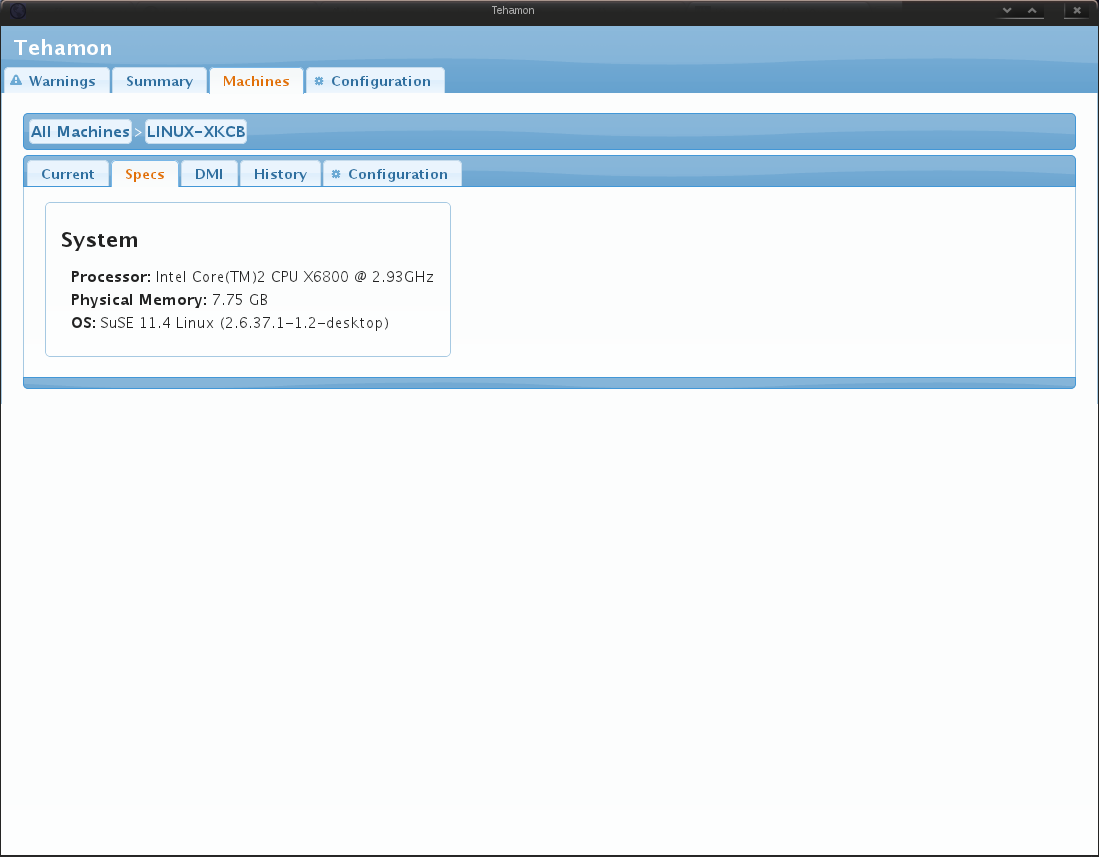 Tehamon
Tehamon
Warnings Summary Machines Configuration
All Machines > LINUX-XKCB
Current Specs DMI History Configuration
System
Processor: Intel Core(TM)2 CPU X6800 @ 2.93GHz
Physical Memory: 7.75 GB
OS: SuSE 11.4 Linux (2.6.37.1-1.2-desktop)